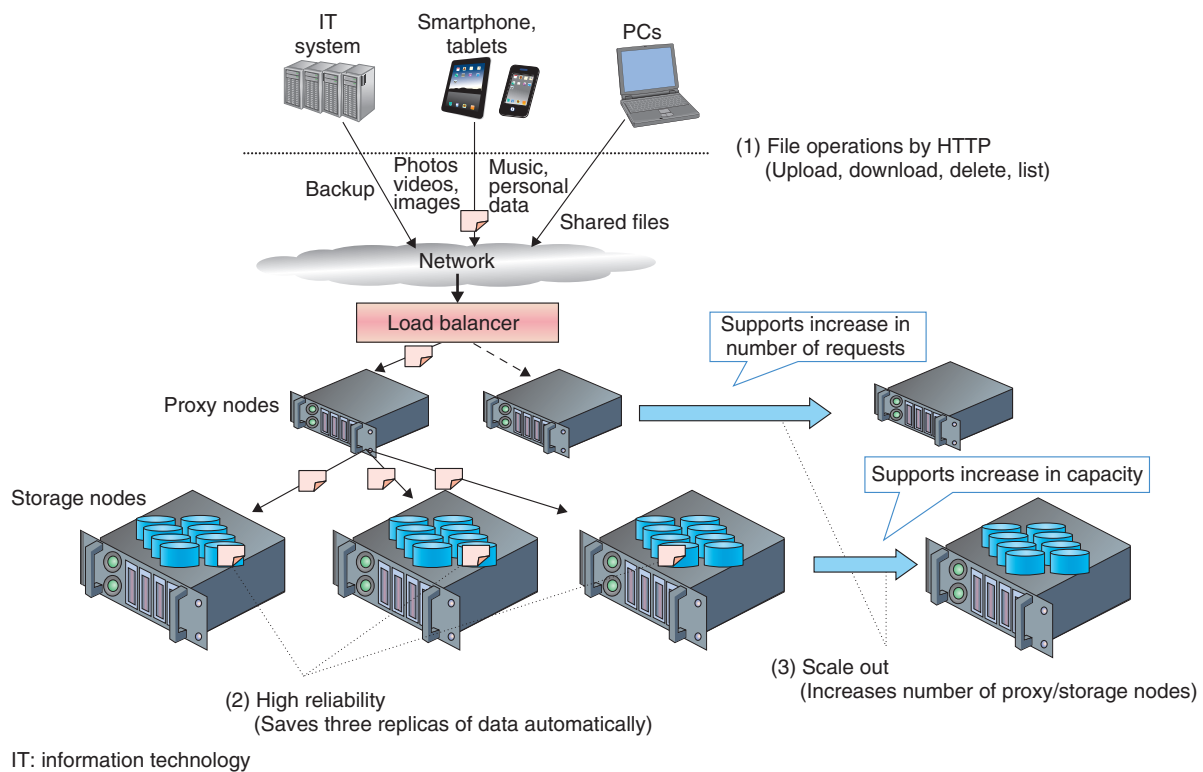 IT
system
Smartphone,
tablets
PCs
(1) File operations by HTTP
(Upload, download, delete, list)
Backup
Photos
videos,
images
Music,
personal
data
Shared files
Network
Load balancer
Supports increase in
number of requests
Proxy nodes
Supports increase in capacity
Storage nodes
(3) Scale out
(Increases number of proxy/storage nodes)
(2) High reliability
(Saves three replicas of data automatically)
IT: information technology